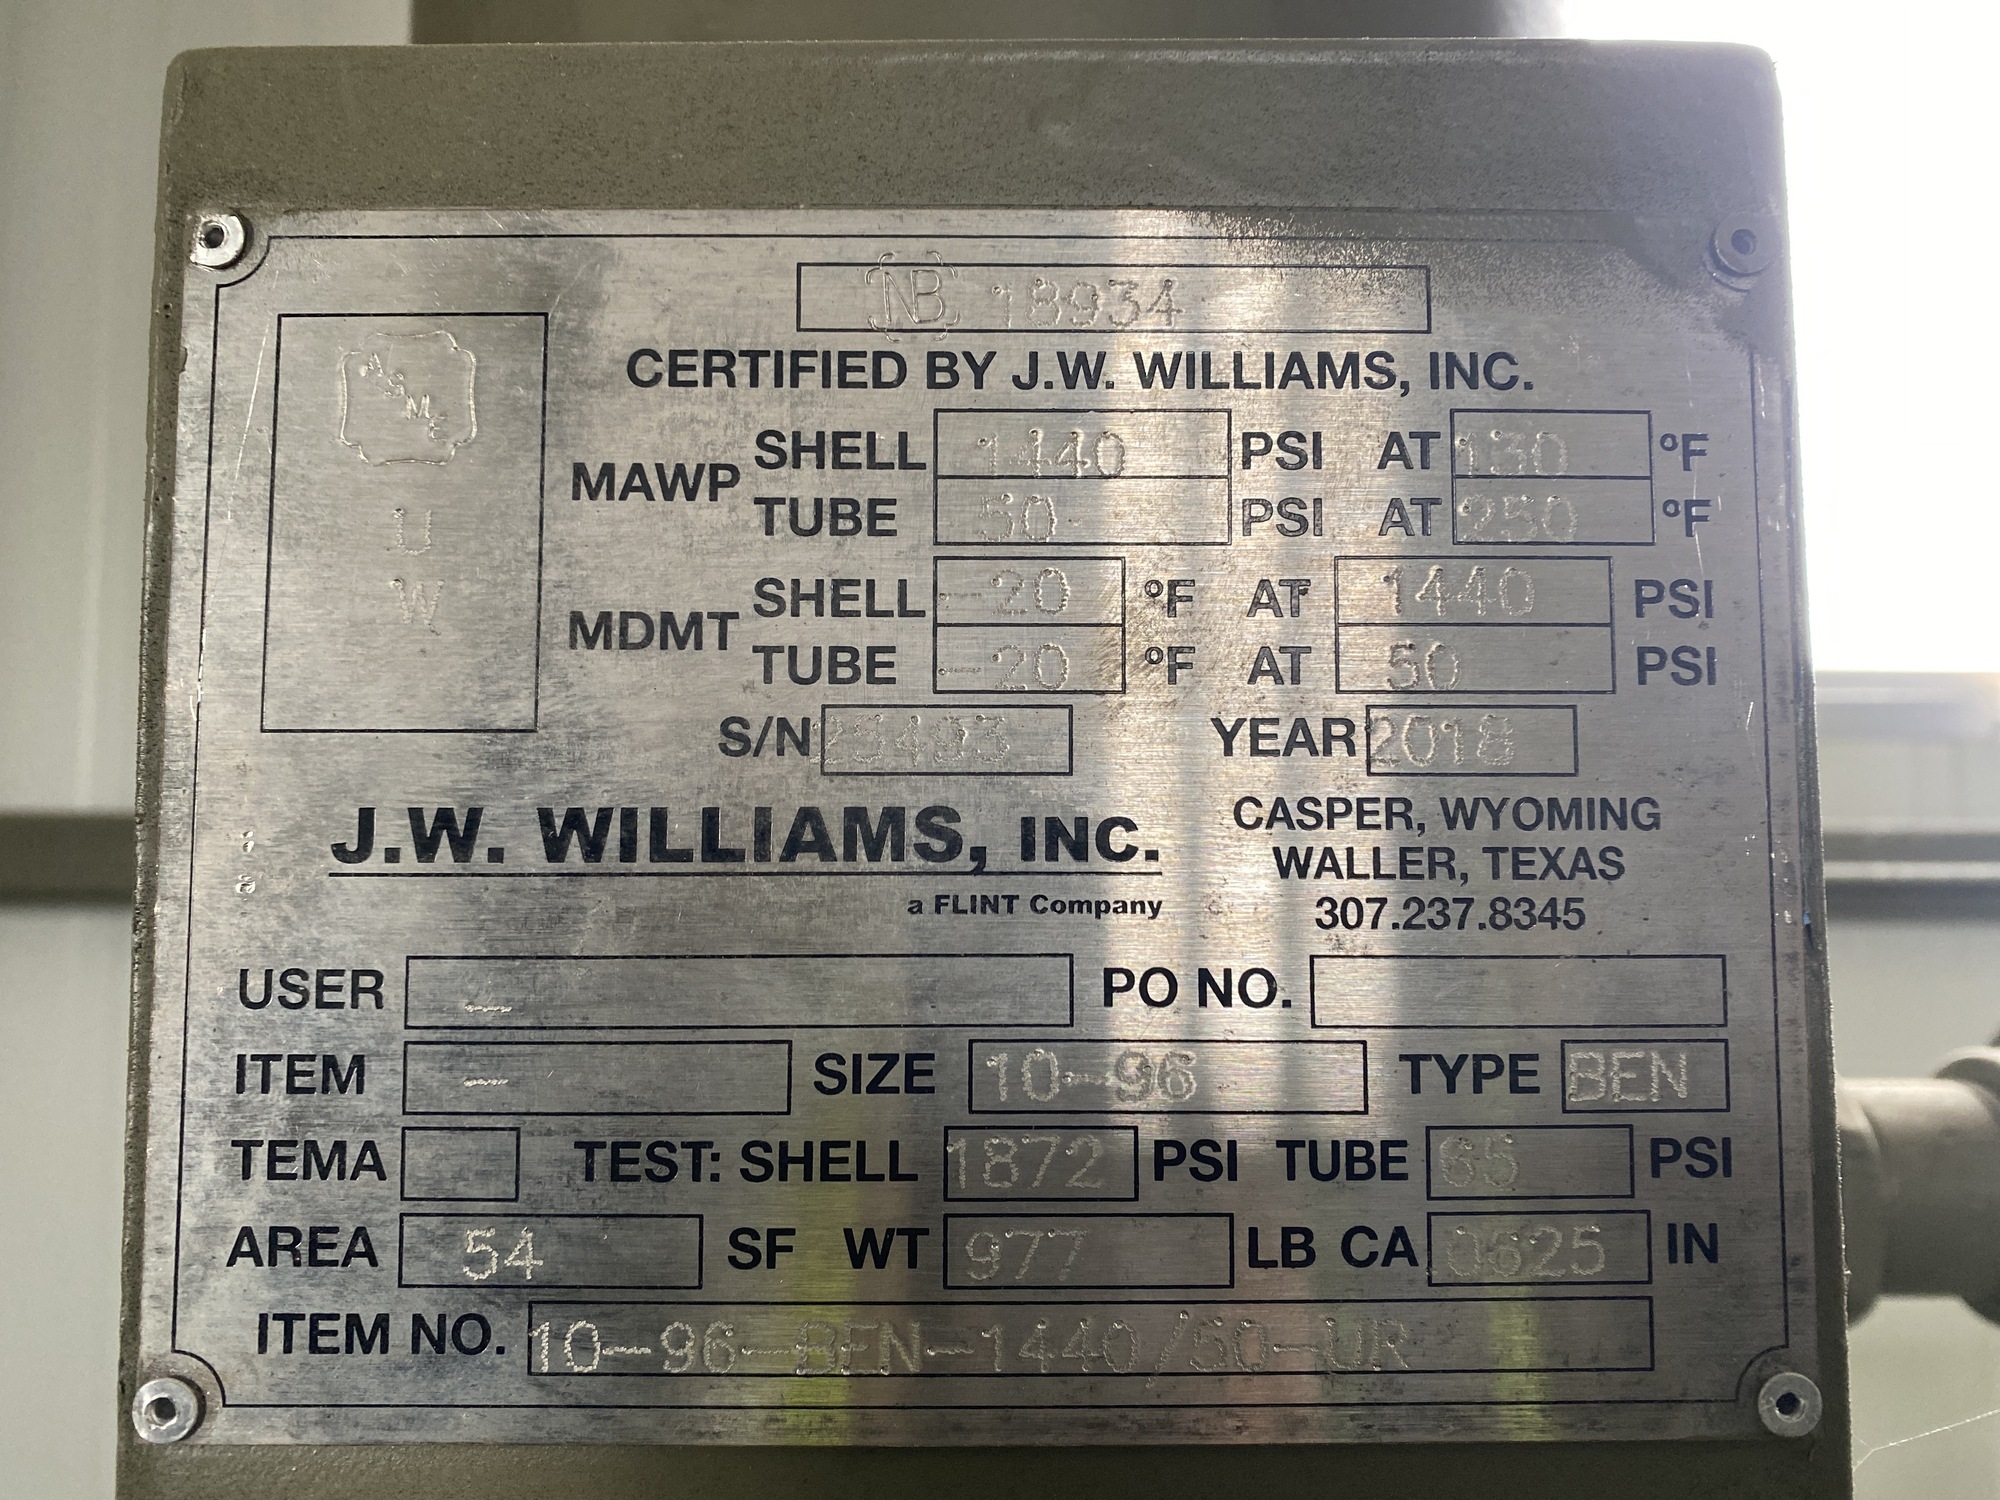 NB 18934
ASME
U
W
CERTIFIED BY J.W. WILLIAMS, INC.
MAWP SHELL 1440 PSI AT 130 °F
TUBE 50 PSI AT 250 °F
MDMT SHELL -20 °F AT 1440 PSI
TUBE -20 °F AT 50 PSI
S/N 25493 YEAR 2018
J.W. WILLIAMS, INC.
a FLINT Company
CASPER, WYOMING
WALLER, TEXAS
307.237.8345
USER - PO NO.
ITEM - SIZE 10-96 TYPE BEN
TEMA TEST: SHELL 1872 PSI TUBE 65 PSI
AREA 54 SF WT 977 LB CA 0625 IN
ITEM NO. 10-96-BEN-1440/50-UR